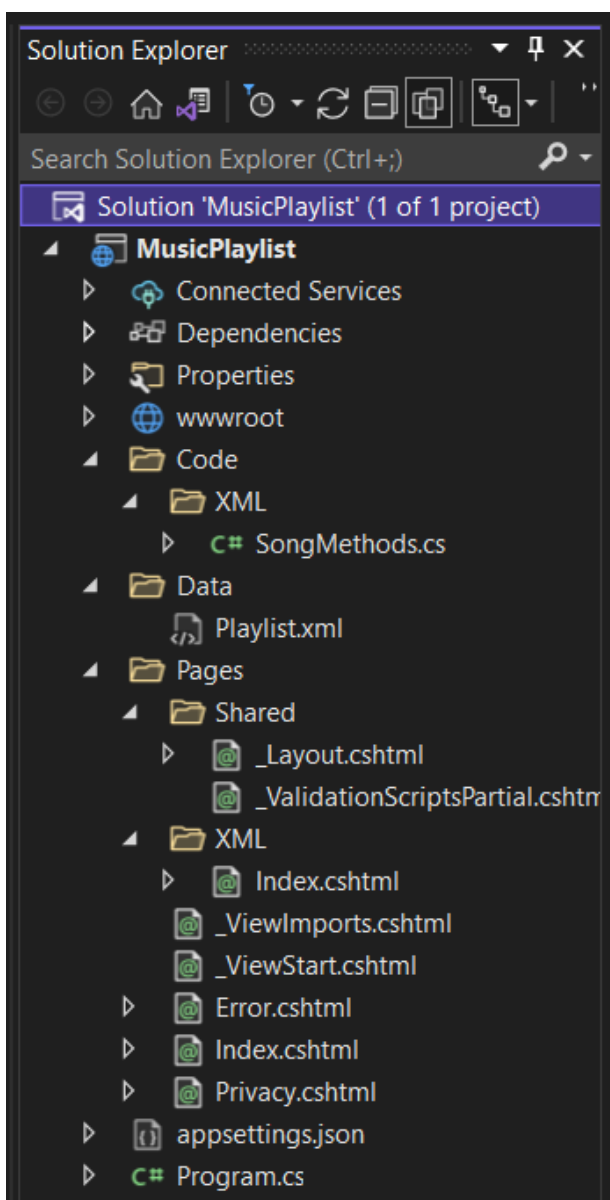 Solution Explorer
Search Solution Explorer (Ctrl+;)
Solution 'MusicPlaylist' (1 of 1 project)
MusicPlaylist
Connected Services
Dependencies
Properties
wwwroot
Code
XML
C# SongMethods.cs
Data
Playlist.xml
Pages
Shared
_Layout.cshtml
_ValidationScriptsPartial.cshtm
XML
Index.cshtml
_ViewImports.cshtml
_ViewStart.cshtml
Error.cshtml
Index.cshtml
Privacy.cshtml
appsettings.json
C# Program.cs